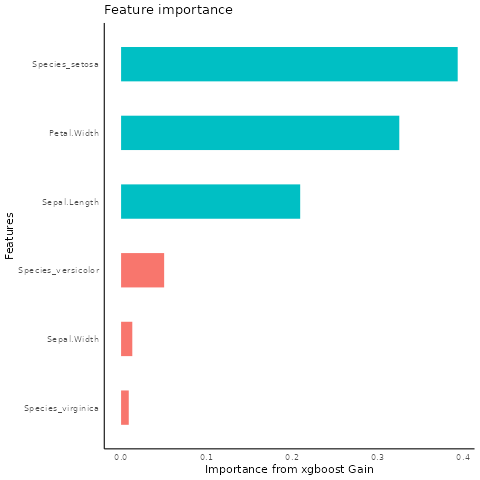 Feature importance
Species_setosa
Petal.Width
Sepal.Length
Species_versicolor
Sepal.Width
Species_virginica
Features
0.0 0.1 0.2 0.3 0.4
Importance from xgboost Gain